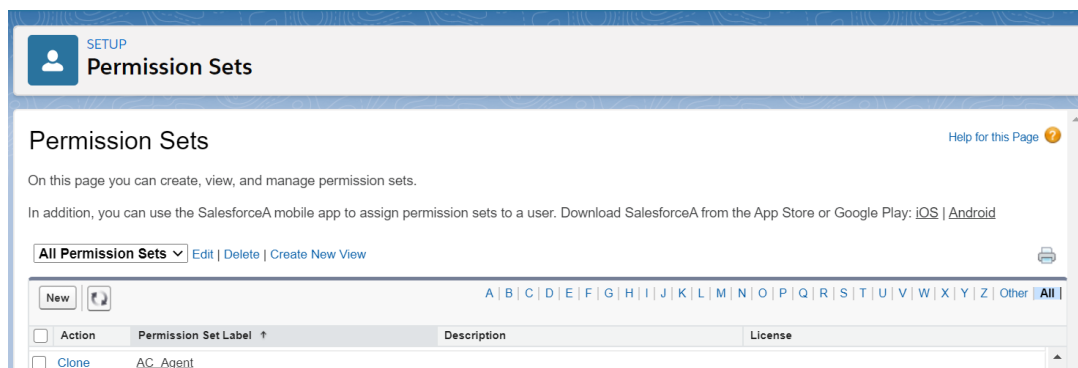 SETUP
Permission Sets
Permission Sets
Help for this Page ?
On this page you can create, view, and manage permission sets.
In addition, you can use the SalesforceA mobile app to assign permission sets to a user. Download SalesforceA from the App Store or Google Play: iOS | Android
All Permission Sets Edit | Delete | Create New View
New A | B | C | D | E | F | G | H | I | J | K | L | M | N | O | P | Q | R | S | T | U | V | W | X | Y | Z | Other | All |
Action Permission Set Label ↑ Description License
Clone AC_Agent